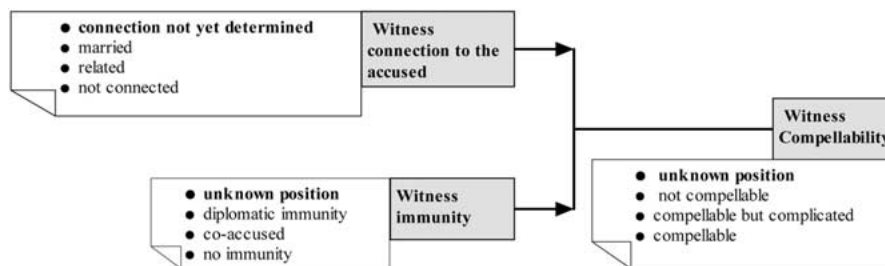 ● connection not yet determined
● married
● related
● not connected
Witness
connection to the
accused
● unknown position
● diplomatic immunity
● co-accused
● no immunity
Witness
immunity
Witness
Compellability
● unknown position
● not compellable
● compellable but complicated
● compellable